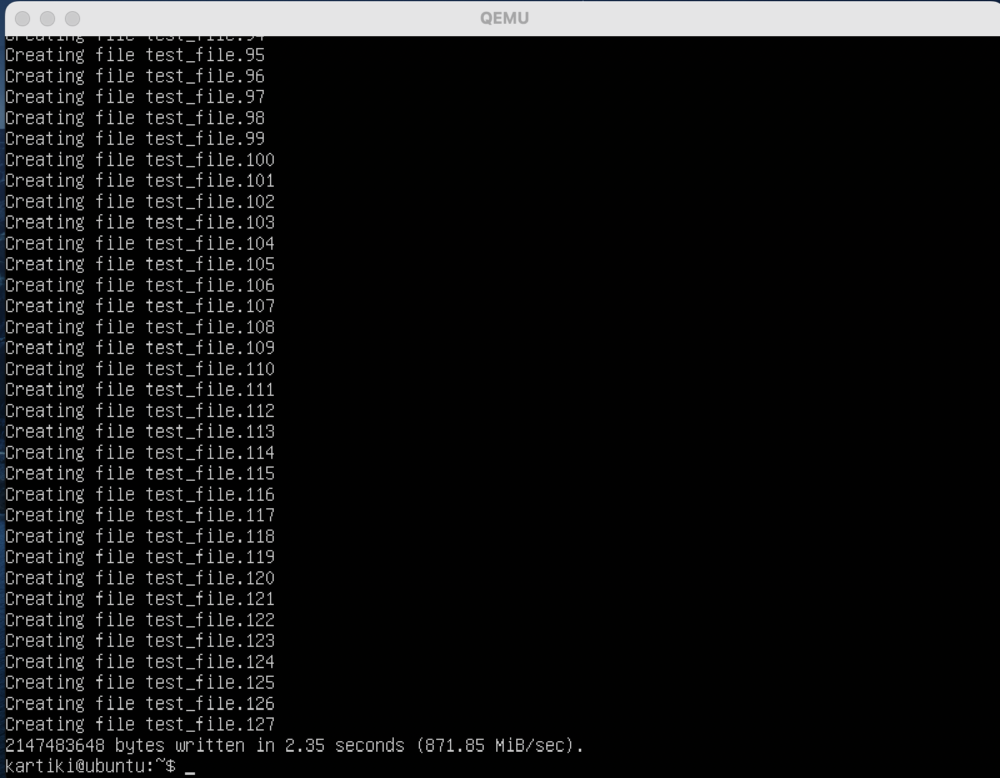 QEMU
Creating file test_file.94
Creating file test_file.95
Creating file test_file.96
Creating file test_file.97
Creating file test_file.98
Creating file test_file.99
Creating file test_file.100
Creating file test_file.101
Creating file test_file.102
Creating file test_file.103
Creating file test_file.104
Creating file test_file.105
Creating file test_file.106
Creating file test_file.107
Creating file test_file.108
Creating file test_file.109
Creating file test_file.110
Creating file test_file.111
Creating file test_file.112
Creating file test_file.113
Creating file test_file.114
Creating file test_file.115
Creating file test_file.116
Creating file test_file.117
Creating file test_file.118
Creating file test_file.119
Creating file test_file.120
Creating file test_file.121
Creating file test_file.122
Creating file test_file.123
Creating file test_file.124
Creating file test_file.125
Creating file test_file.126
Creating file test_file.127
2147483648 bytes written in 2.35 seconds (871.85 MiB/sec).
kartiki@ubuntu:~$ _